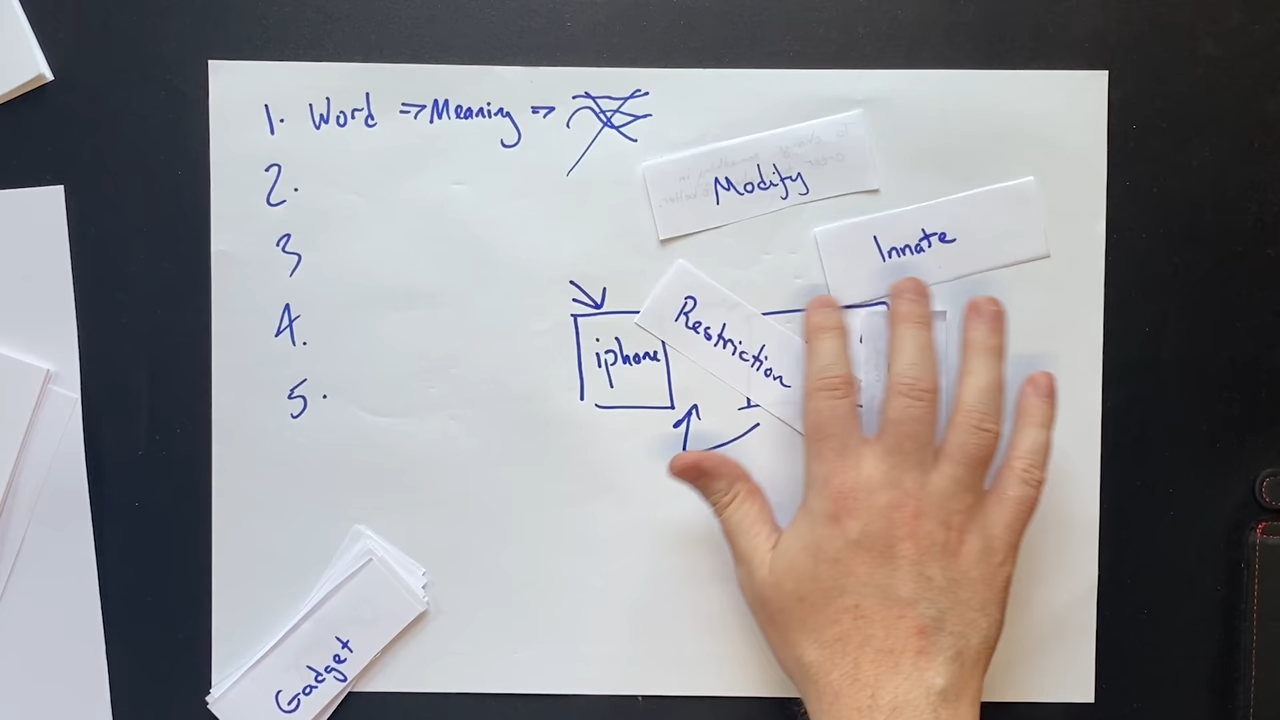 1. Word => Meaning =>
2.
3
4.
5.
Modify
Innate
Restriction
iphone
Gadget